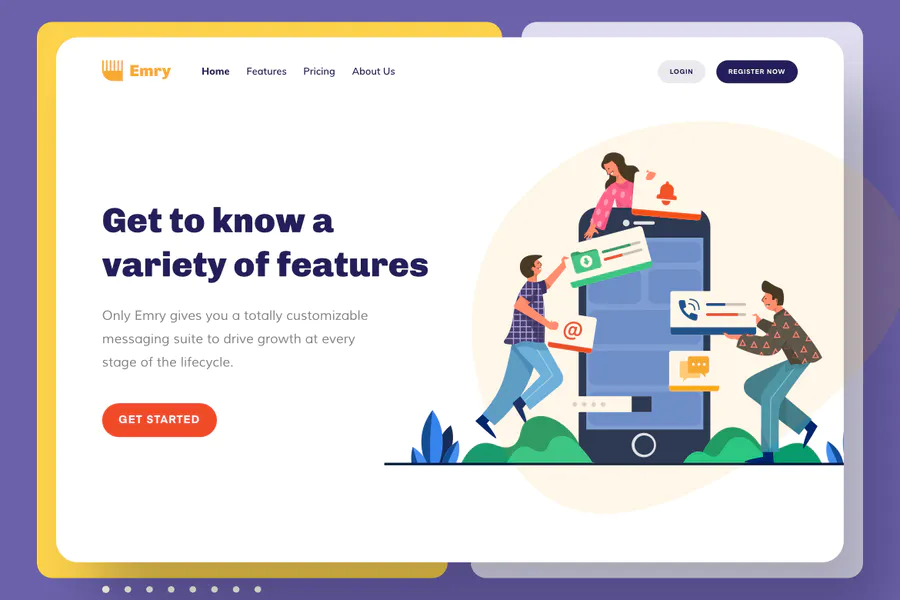 Emry
Home Features Pricing About Us
LOGIN REGISTER NOW
Get to know a
variety of features
Only Emry gives you a totally customizable
messaging suite to drive growth at every
stage of the lifecycle.
GET STARTED
@